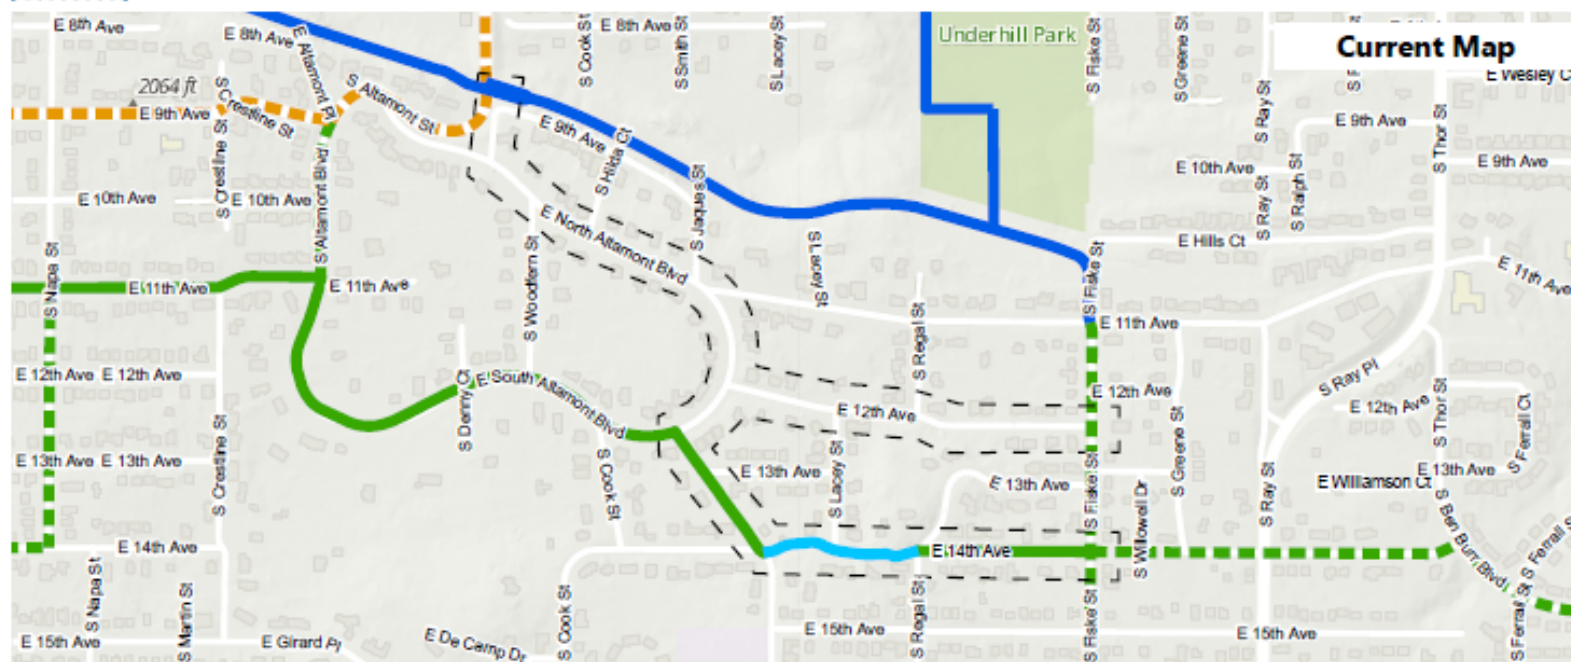 E 8th Ave
E 8th Ave
E Altamont Pl
E 8th Ave
S Cook St
S Smith St
S Lacey St
Underhill Park
S Fiske St
S Greene St
Current Map
E Wesley Ct
2064 ft
E 9th Ave
S Crestline St
S Altamont St
E 9th Ave
S Hilda Ct
S Ray St
E 9th Ave
S Thor St
E 9th Ave
E 10th Ave
S Crestline St
E 10th Ave
S Altamont Blvd
E North Altamont Blvd
S Jaques St
E 10th Ave
S Ray St
S Ralph St
E Hills Ct
S Napa St
E 11th Ave
E 11th Ave
S Woodfern St
S Lacey St
S Regal St
S Fiske St
E 11th Ave
E 11th Ave
E 12th Ave
E 12th Ave
S Denny Ct
E South Altamont Blvd
E 12th Ave
E 12th Ave
S Ray Pl
E 12th Ave
S Thor St
S Ferrall Ct
E 13th Ave
E 13th Ave
S Crestline St
S Cook St
E 13th Ave
S Lacey St
E 13th Ave
S Fiske St
S Greene St
S Ray St
E Williamson Ct
E 13th Ave
E 14th Ave
E 14th Ave
S Willowell Dr
S Ben Burr Blvd
S Ferrall St
S Napa St
S Martin St
S Cook St
S Regal St
S Fiske St
S Ferrall St
E 15th Ave
E Girard Pl
E De Camp Dr
E 15th Ave
E 15th Ave